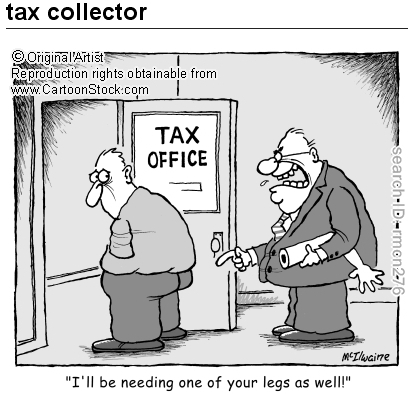 tax collector
© Original Artist
Reproduction rights obtainable from
www.CartoonStock.com
TAX
OFFICE
search ID: rmcn276
McIlwaine
"I'll be needing one of your legs as well!"